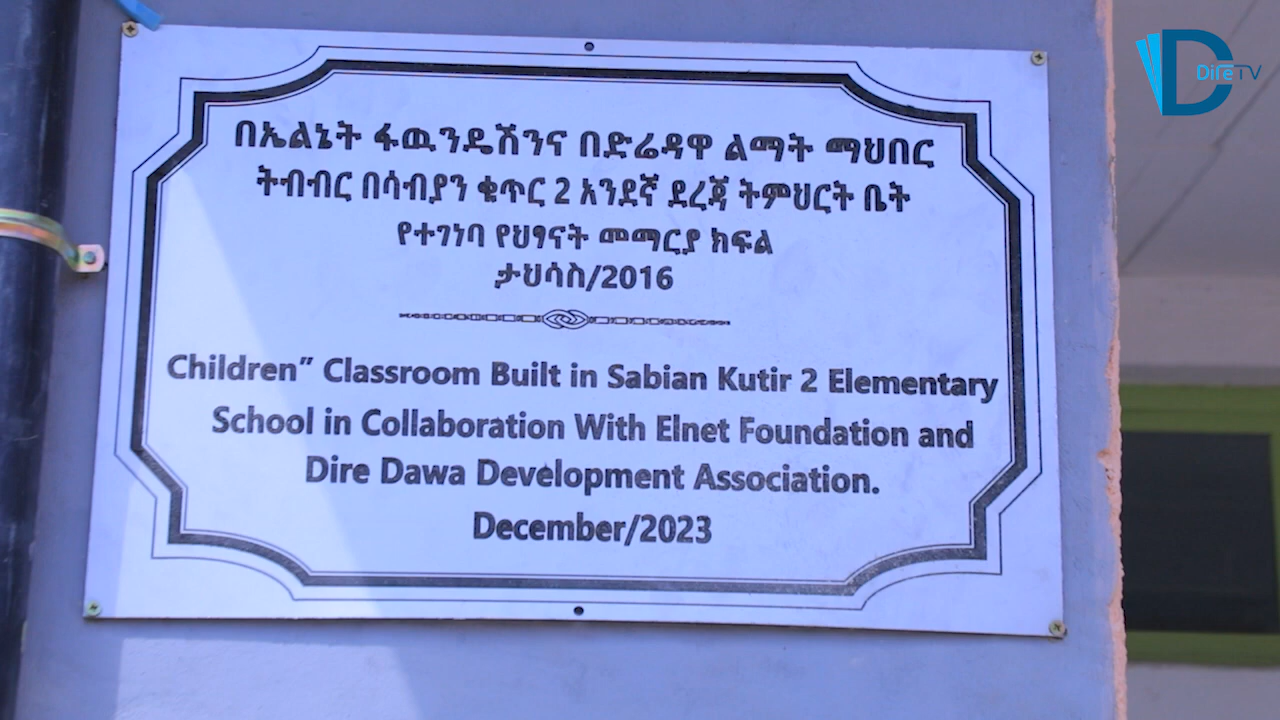 DireTV
በኤልኔት ፋዉንዴሽንና በድሬዳዋ ልማት ማህበር
ትብብር በሳብያን ቁጥር 2 አንደኛ ደረጃ ትምህርት ቤት
የተገነባ የህፃናት መማርያ ክፍል
ታህሳስ/2016
Children” Classroom Built in Sabian Kutir 2 Elementary
School in Collaboration With Elnet Foundation and
Dire Dawa Development Association.
December/2023